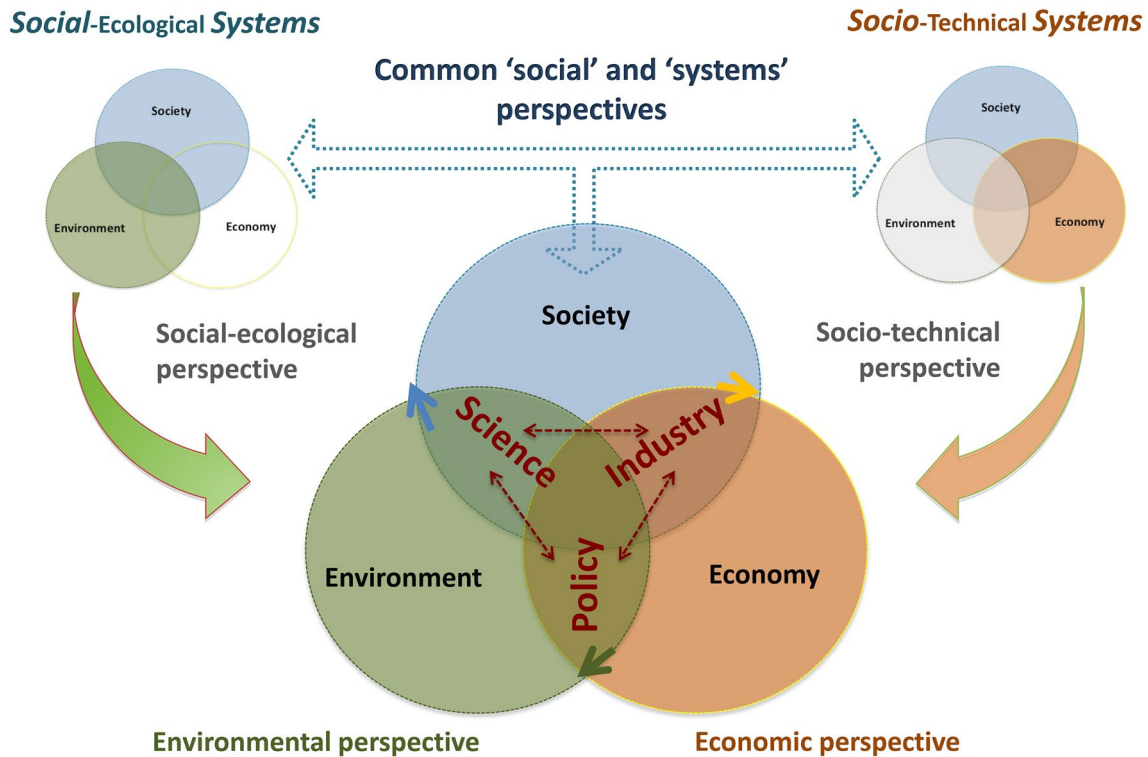 Social-Ecological Systems
Socio-Technical Systems
Common ‘social’ and ‘systems’
perspectives
Society
Environment
Economy
Society
Environment
Economy
Social-ecological
perspective
Socio-technical
perspective
Society
Science
Industry
Policy
Environment
Economy
Environmental perspective
Economic perspective